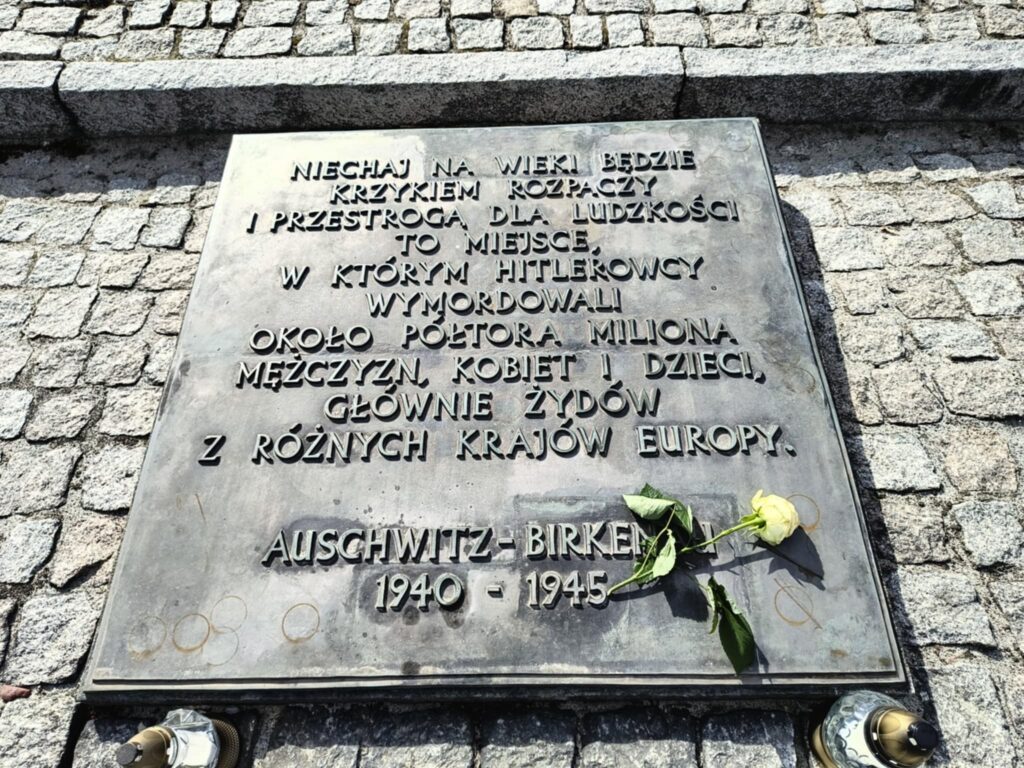 NIECHAJ NA WIEKI BĘDZIE
KRZYKIEM ROZPACZY
I PRZESTROGĄ DLA LUDZKOŚCI
TO MIEJSCE,
W KTÓRYM HITLEROWCY
WYMORDOWALI
OKOŁO PÓŁTORA MILIONA
MĘŻCZYZN, KOBIET I DZIECI,
GŁÓWNIE ŻYDÓW
Z RÓŻNYCH KRAJÓW EUROPY.
AUSCHWITZ - BIRKENAU
1940 - 1945